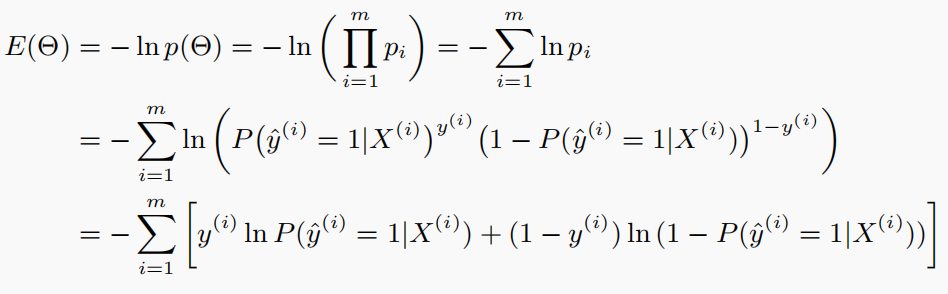 E(Θ) = − ln p(Θ) = − ln ( ∏_{i=1}^{m} p_i ) = − ∑_{i=1}^{m} ln p_i
= − ∑_{i=1}^{m} ln ( P(ŷ^{(i)} = 1|X^{(i)})^{y^{(i)}} (1 − P(ŷ^{(i)} = 1|X^{(i)}))^{1−y^{(i)}} )
= − ∑_{i=1}^{m} [ y^{(i)} ln P(ŷ^{(i)} = 1|X^{(i)}) + (1 − y^{(i)}) ln (1 − P(ŷ^{(i)} = 1|X^{(i)})) ]